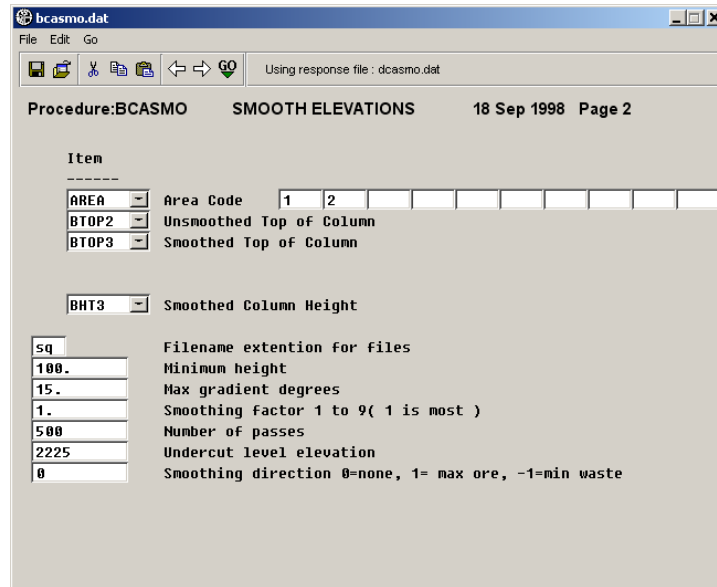 bcasmo.dat
File Edit Go
GO Using response file : dcasmo.dat
Procedure:BCASMO SMOOTH ELEVATIONS 18 Sep 1998 Page 2
Item
------
AREA Area Code 1 2
BTOP2 Unsmoothed Top of Column
BTOP3 Smoothed Top of Column
BHT3 Smoothed Column Height
sq Filename extention for files
100. Minimum height
15. Max gradient degrees
1. Smoothing factor 1 to 9( 1 is most )
500 Number of passes
2225 Undercut level elevation
0 Smoothing direction 0=none, 1= max ore, -1=min waste